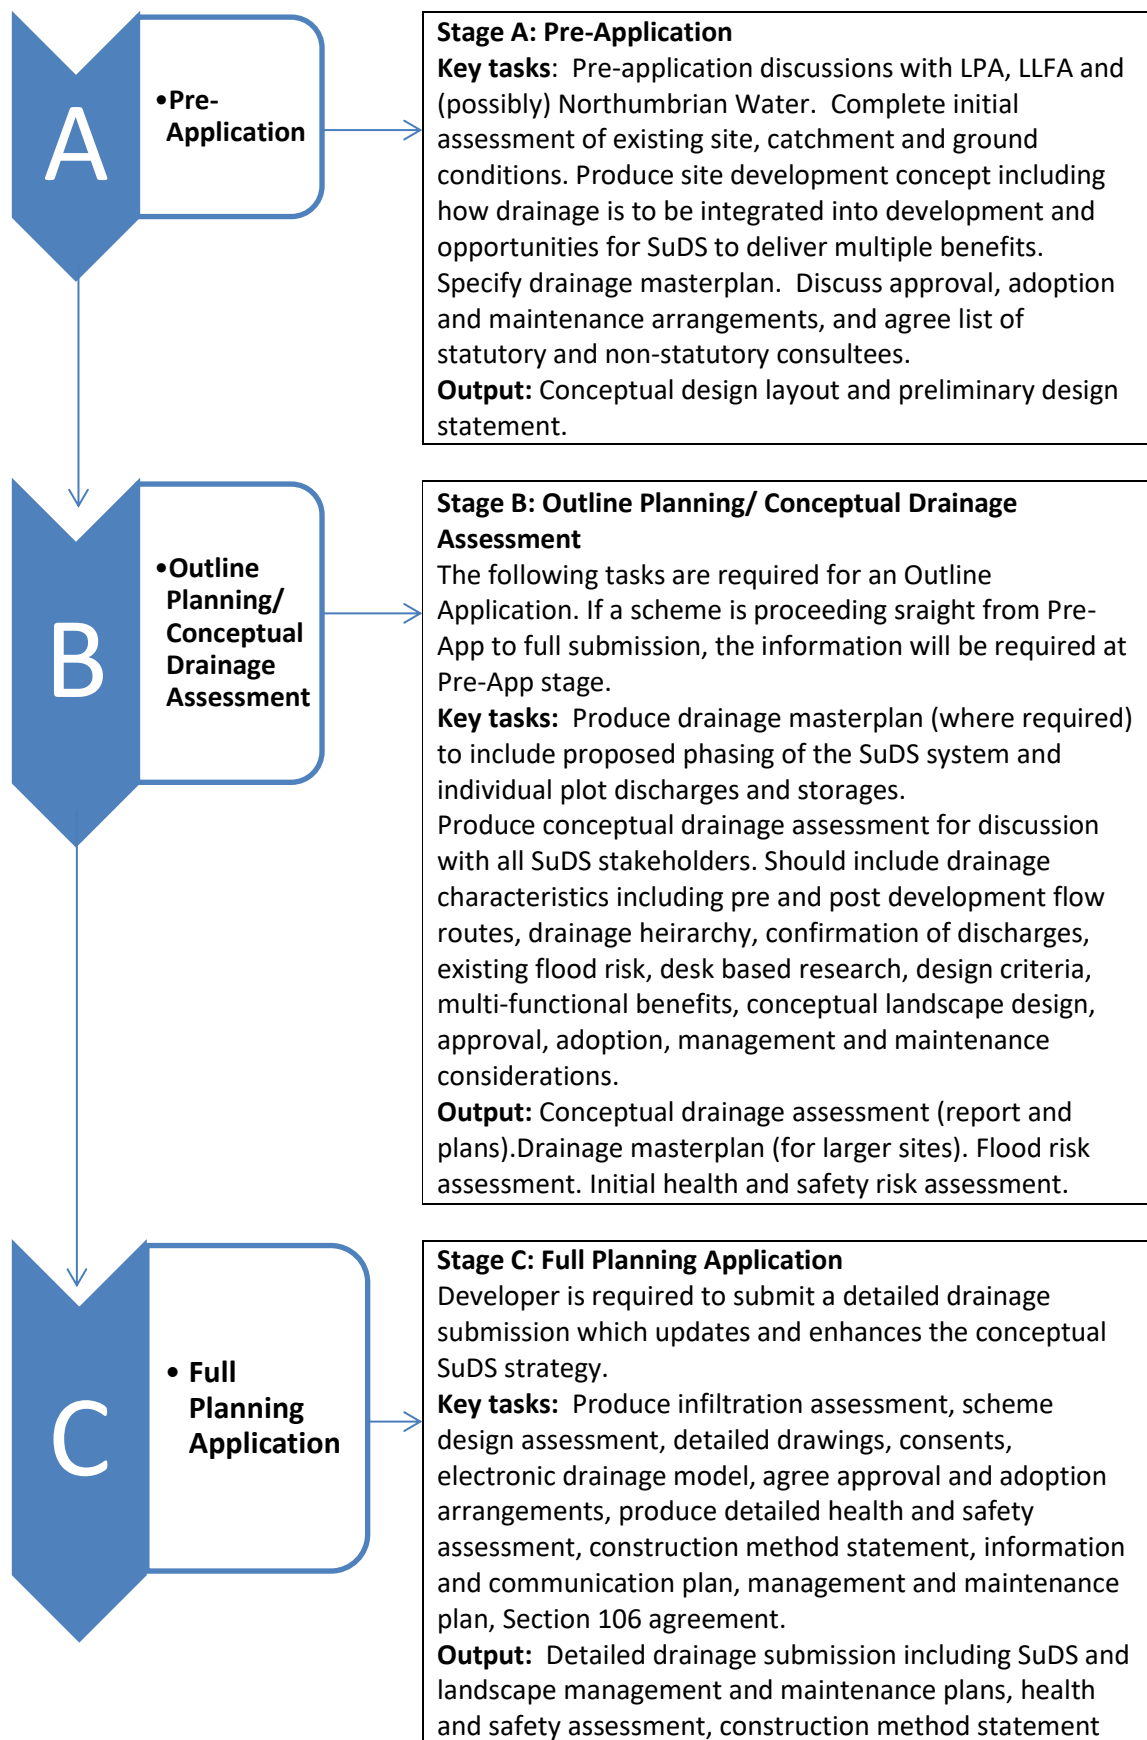 A
•Pre-
Application
Stage A: Pre-Application
Key tasks:  Pre-application discussions with LPA, LLFA and
(possibly) Northumbrian Water.  Complete initial
assessment of existing site, catchment and ground
conditions. Produce site development concept including
how drainage is to be integrated into development and
opportunities for SuDS to deliver multiple benefits.
Specify drainage masterplan.  Discuss approval, adoption
and maintenance arrangements, and agree list of
statutory and non-statutory consultees.
Output: Conceptual design layout and preliminary design
statement.
B
•Outline
Planning/
Conceptual
Drainage
Assessment
Stage B: Outline Planning/ Conceptual Drainage
Assessment
The following tasks are required for an Outline
Application. If a scheme is proceeding sraight from Pre-
App to full submission, the information will be required at
Pre-App stage.
Key tasks:  Produce drainage masterplan (where required)
to include proposed phasing of the SuDS system and
individual plot discharges and storages.
Produce conceptual drainage assessment for discussion
with all SuDS stakeholders. Should include drainage
characteristics including pre and post development flow
routes, drainage heirarchy, confirmation of discharges,
existing flood risk, desk based research, design criteria,
multi-functional benefits, conceptual landscape design,
approval, adoption, management and maintenance
considerations.
Output: Conceptual drainage assessment (report and
plans).Drainage masterplan (for larger sites). Flood risk
assessment. Initial health and safety risk assessment.
C
• Full
Planning
Application
Stage C: Full Planning Application
Developer is required to submit a detailed drainage
submission which updates and enhances the conceptual
SuDS strategy.
Key tasks:  Produce infiltration assessment, scheme
design assessment, detailed drawings, consents,
electronic drainage model, agree approval and adoption
arrangements, produce detailed health and safety
assessment, construction method statement, information
and communication plan, management and maintenance
plan, Section 106 agreement.
Output:  Detailed drainage submission including SuDS and
landscape management and maintenance plans, health
and safety assessment, construction method statement